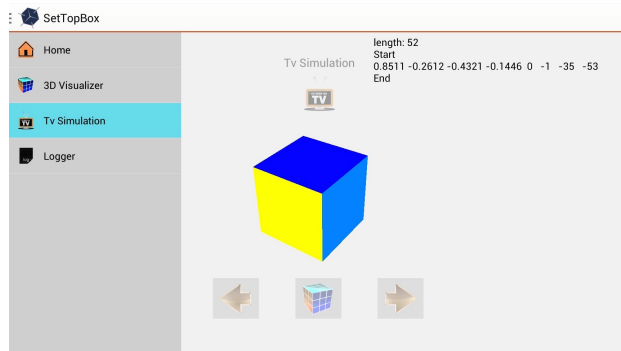 SetTopBox
Home
3D Visualizer
Tv Simulation
Logger
Tv Simulation
TV
length: 52
Start
0.8511 -0.2612 -0.4321 -0.1446 0 -1 -35 -53
End